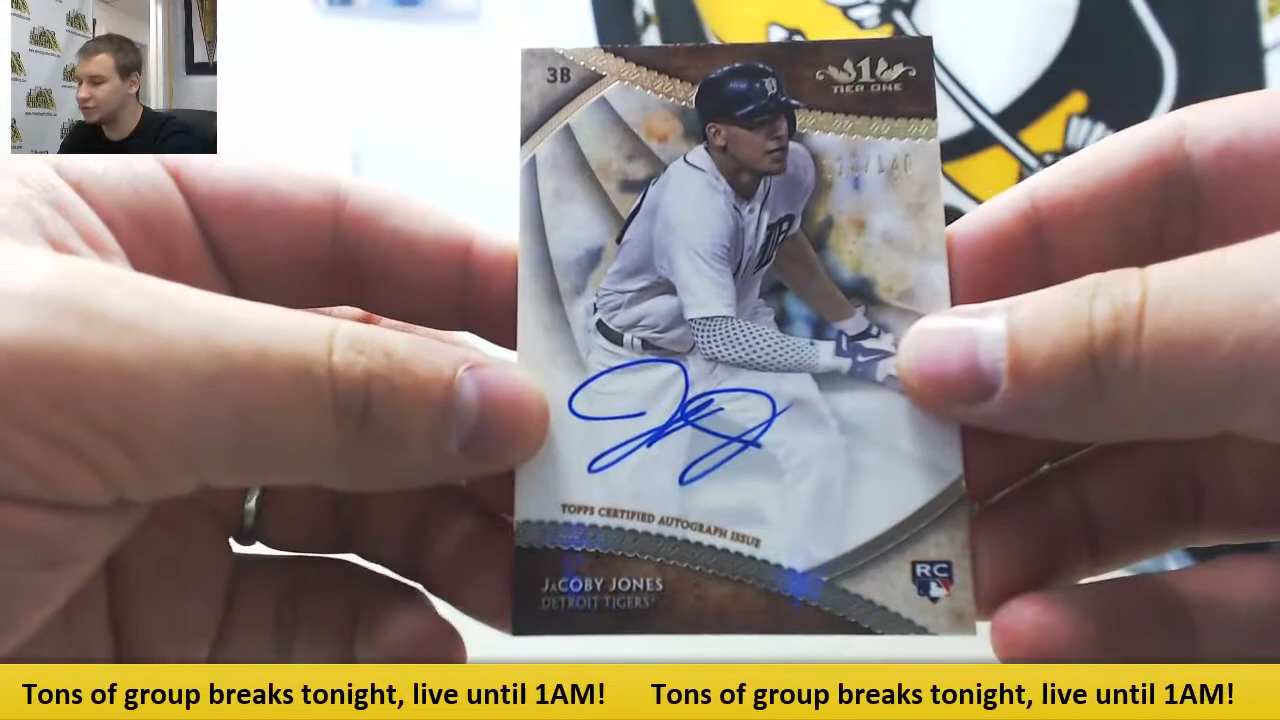 3B
1
TIER ONE
TOPPS CERTIFIED AUTOGRAPH ISSUE
JACOBY JONES
DETROIT TIGERS
RC
Tons of group breaks tonight, live until 1AM! Tons of group breaks tonight, live until 1AM!